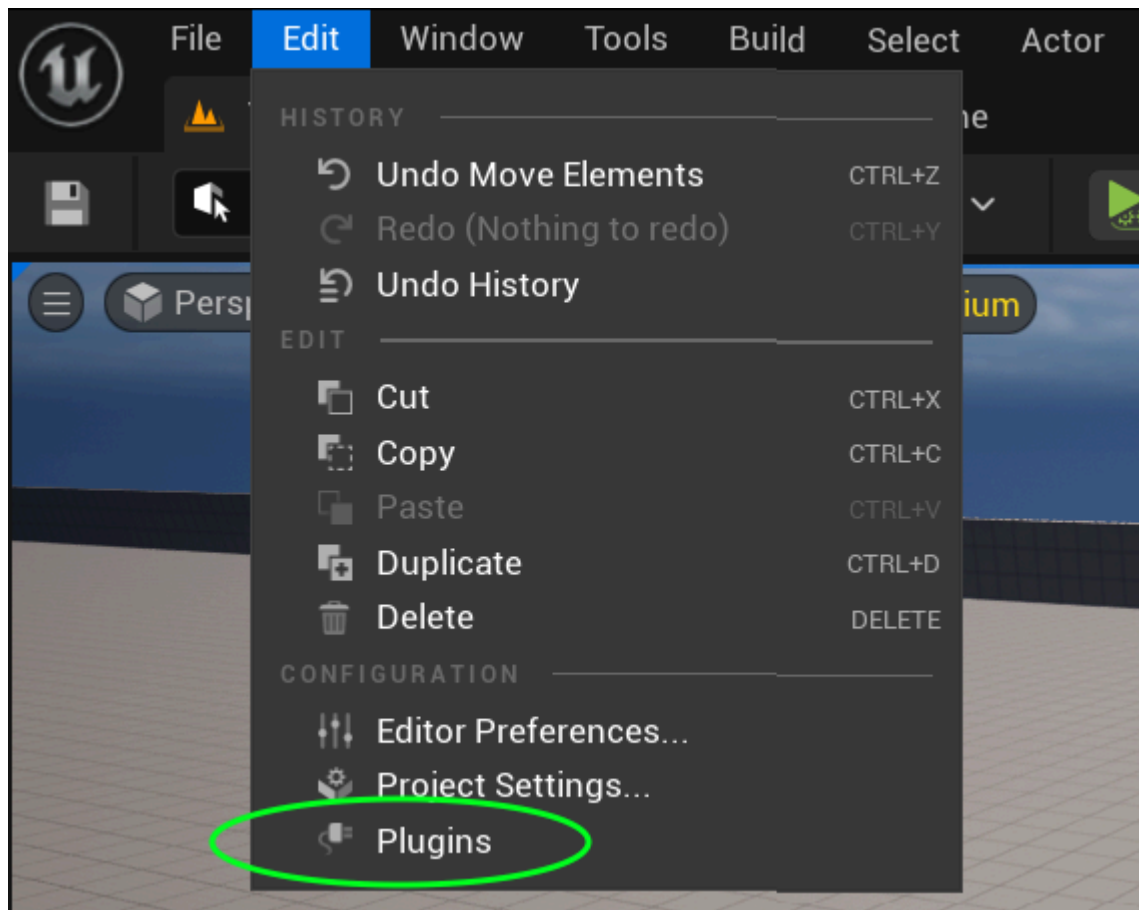 File Edit Window Tools Build Select Actor
HISTORY
Undo Move Elements CTRL+Z
Redo (Nothing to redo) CTRL+Y
Undo History
EDIT
Cut CTRL+X
Copy CTRL+C
Paste CTRL+V
Duplicate CTRL+D
Delete DELETE
CONFIGURATION
Editor Preferences...
Project Settings...
Plugins